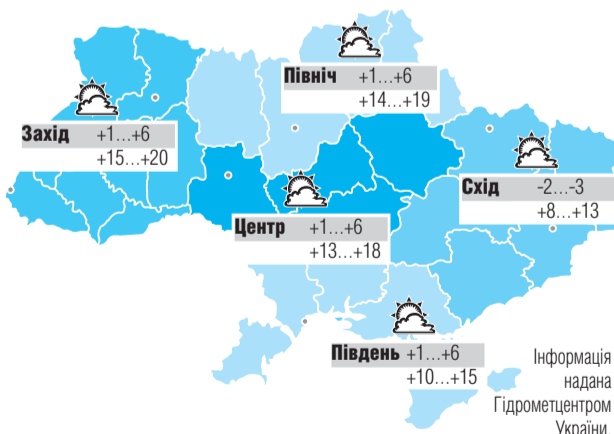 Північ +1...+6
+14...+19
Захід +1...+6
+15...+20
Схід -2...-3
+8...+13
Центр +1...+6
+13...+18
Південь +1...+6
+10...+15
Інформація
надана
Гідрометцентром
України.